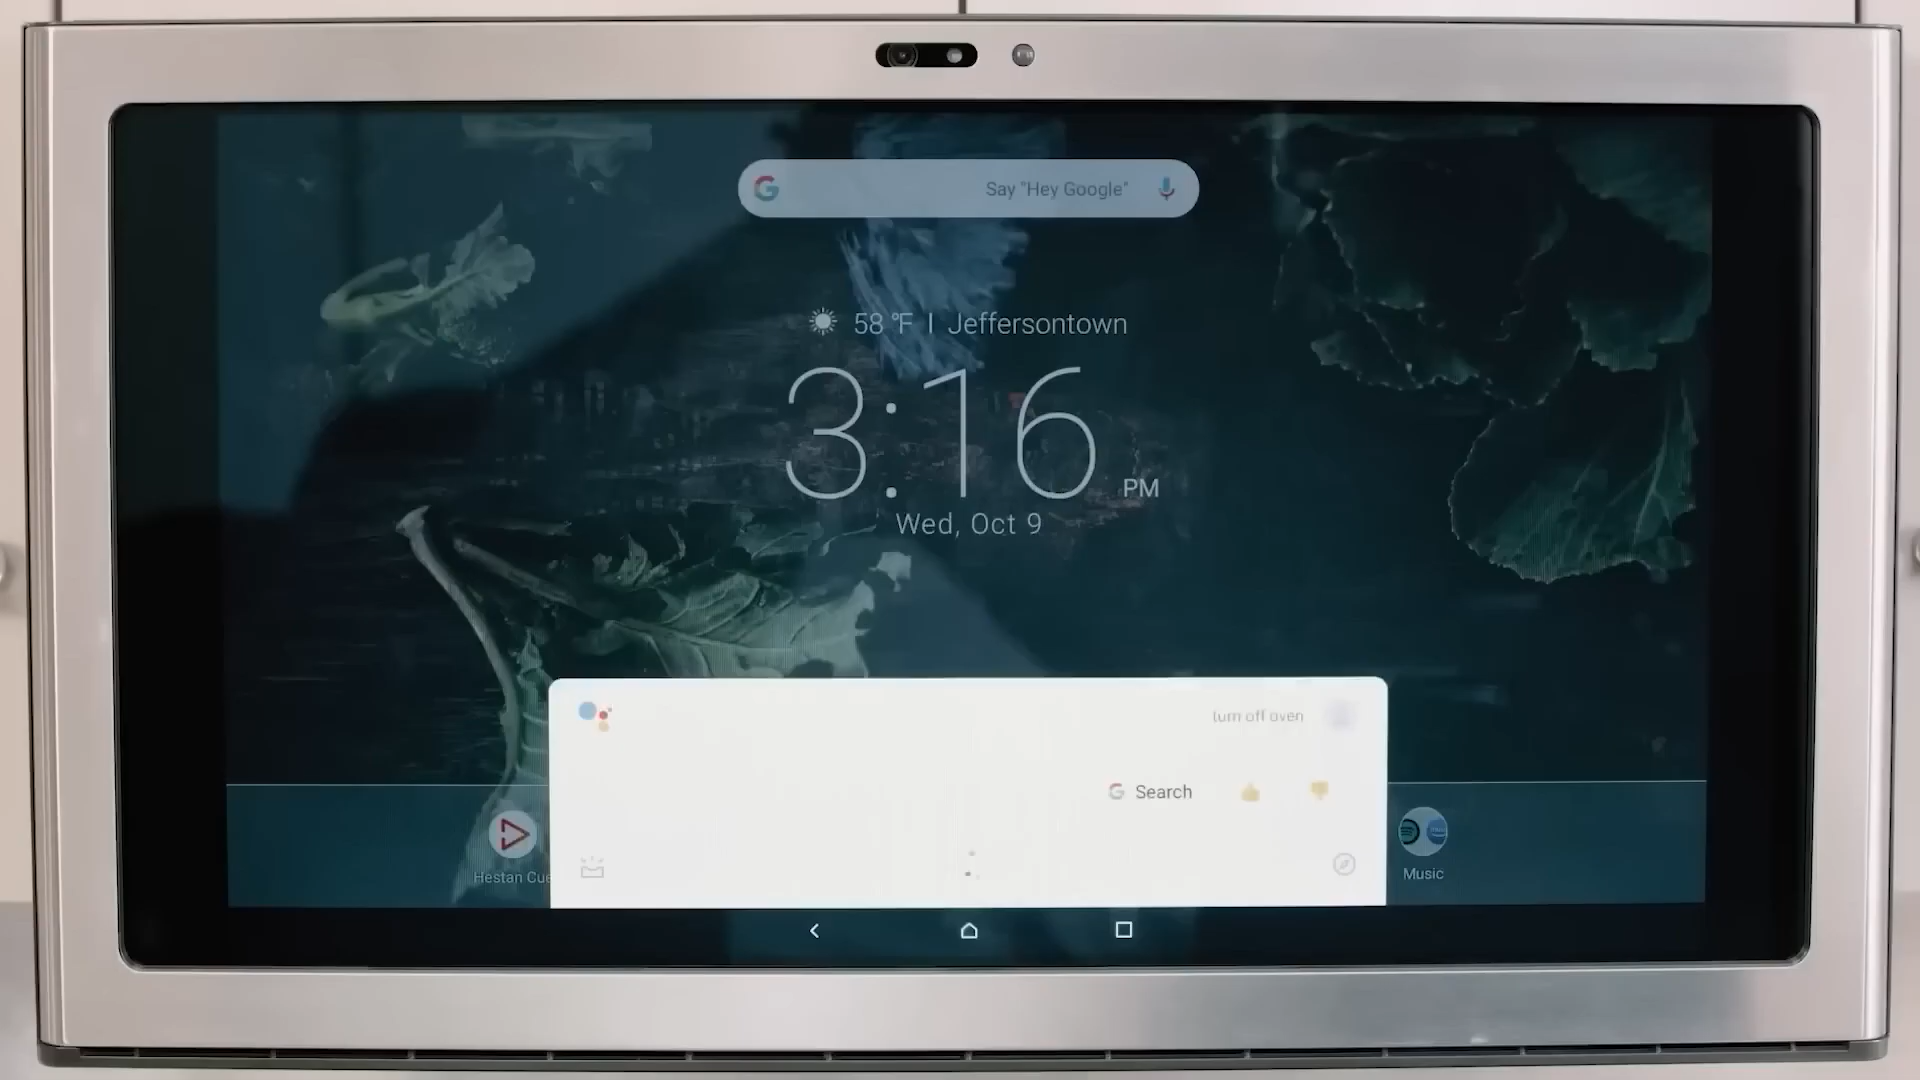 Say "Hey Google"
58 °F | Jeffersontown
3:16 PM
Wed, Oct 9
turn off oven
Search
Hestan Cue
Music